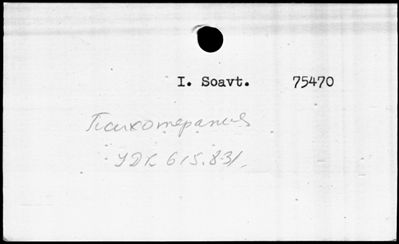 I. Soavt. 75470
Психотерапия
УДК 615.831.